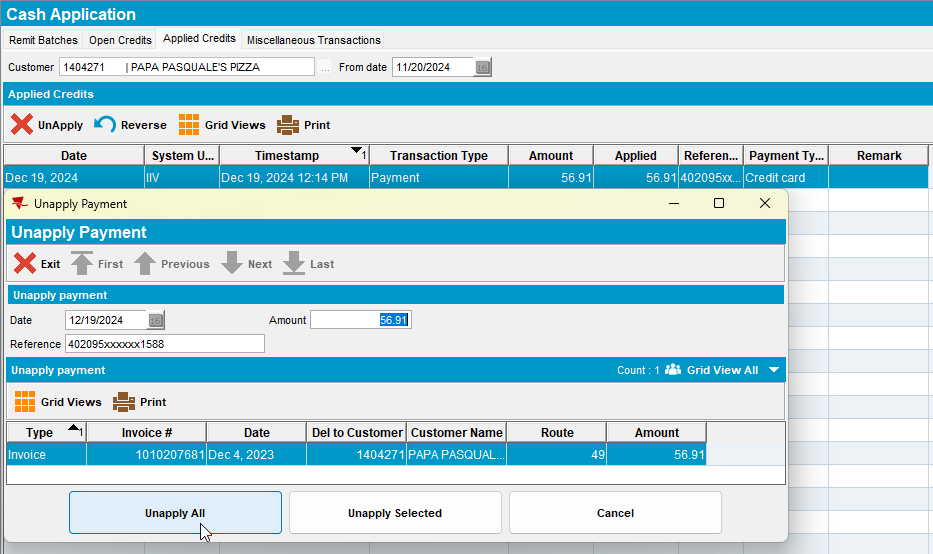 Cash Application
Remit Batches Open Credits Applied Credits Miscellaneous Transactions
Customer 1404271 | PAPA PASQUALE'S PIZZA ... From date 11/20/2024 16
Applied Credits
UnApply Reverse Grid Views Print
Date System U... Timestamp 1 Transaction Type Amount Applied Referen... Payment Ty... Remark
Dec 19, 2024 IIV Dec 19, 2024 12:14 PM Payment 56.91 56.91 402095xx... Credit card
Unapply Payment
Unapply Payment
Exit First Previous Next Last
Unapply payment
Date 12/19/2024 16 Amount 56.91
Reference 402095xxxxxx1588
Unapply payment Count : 1 Grid View All
Grid Views Print
Type 1 Invoice # Date Del to Customer Customer Name Route Amount
Invoice 1010207681 Dec 4, 2023 1404271 PAPA PASQUAL... 49 56.91
Unapply All Unapply Selected Cancel